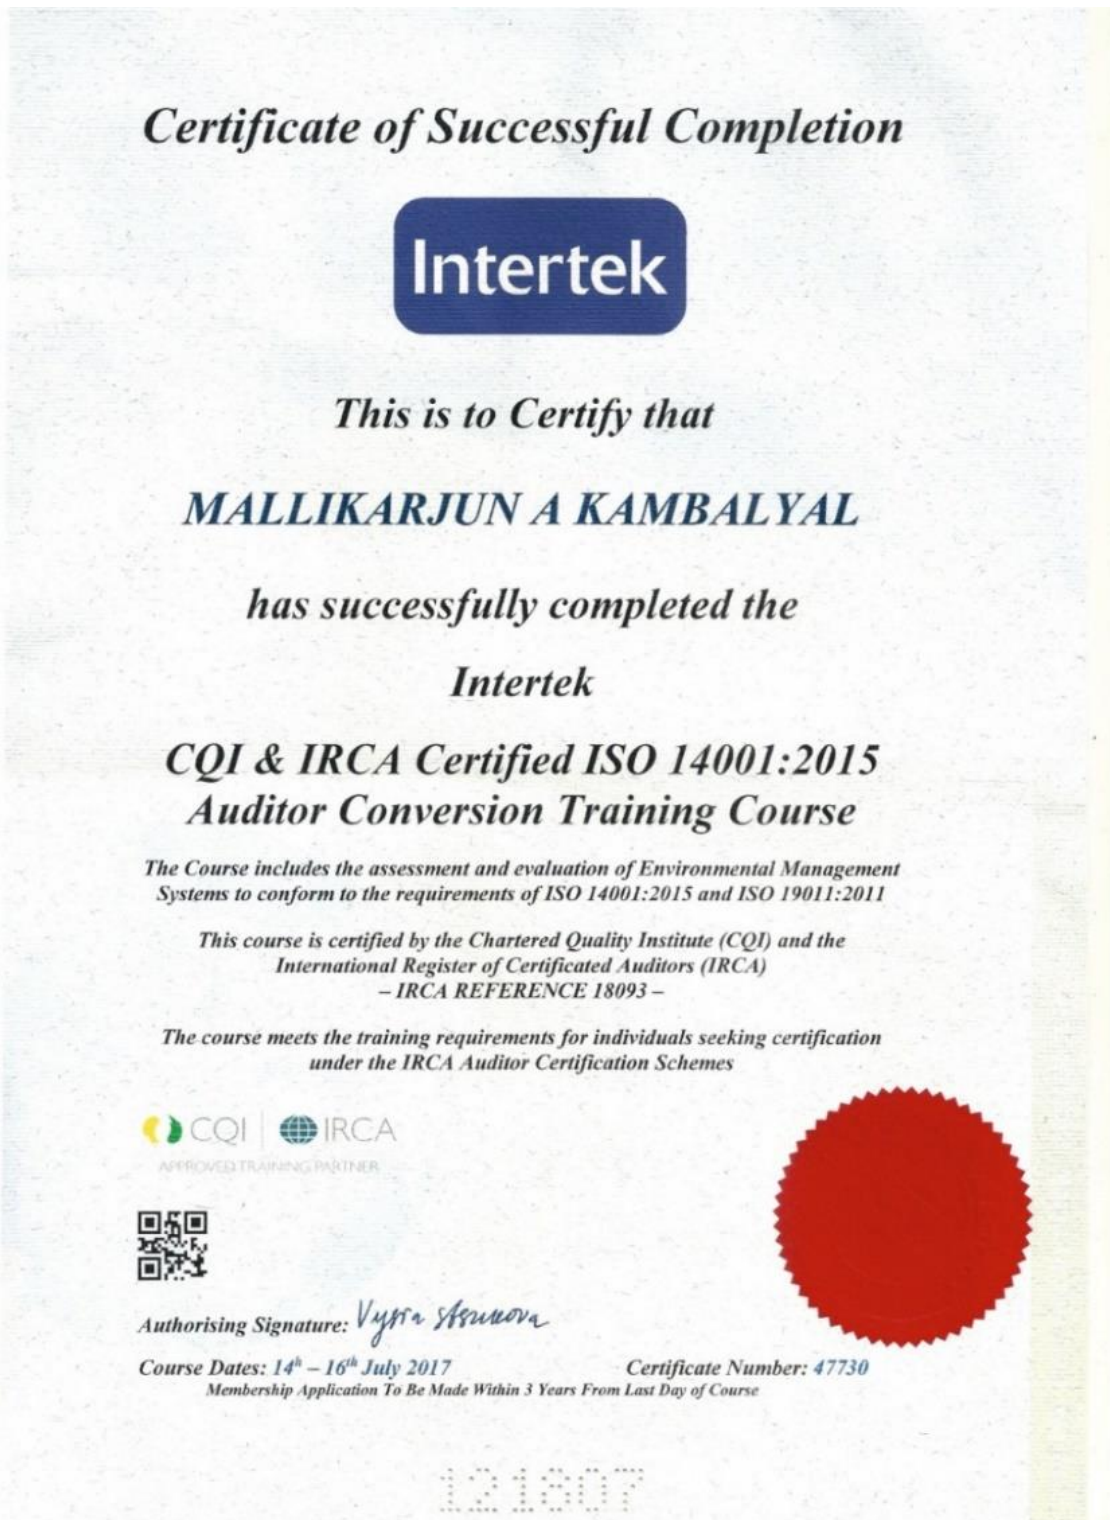 Certificate of Successful Completion
Intertek
This is to Certify that
MALLIKARJUN A KAMBALYAL
has successfully completed the
Intertek
CQI & IRCA Certified ISO 14001:2015
Auditor Conversion Training Course
The Course includes the assessment and evaluation of Environmental Management
Systems to conform to the requirements of ISO 14001:2015 and ISO 19011:2011
This course is certified by the Chartered Quality Institute (CQI) and the
International Register of Certificated Auditors (IRCA)
– IRCA REFERENCE 18093 –
The course meets the training requirements for individuals seeking certification
under the IRCA Auditor Certification Schemes
CQI | IRCA
APPROVED TRAINING PARTNER
Authorising Signature:
Course Dates: 14h – 16th July 2017 Certificate Number: 47730
Membership Application To Be Made Within 3 Years From Last Day of Course
121807